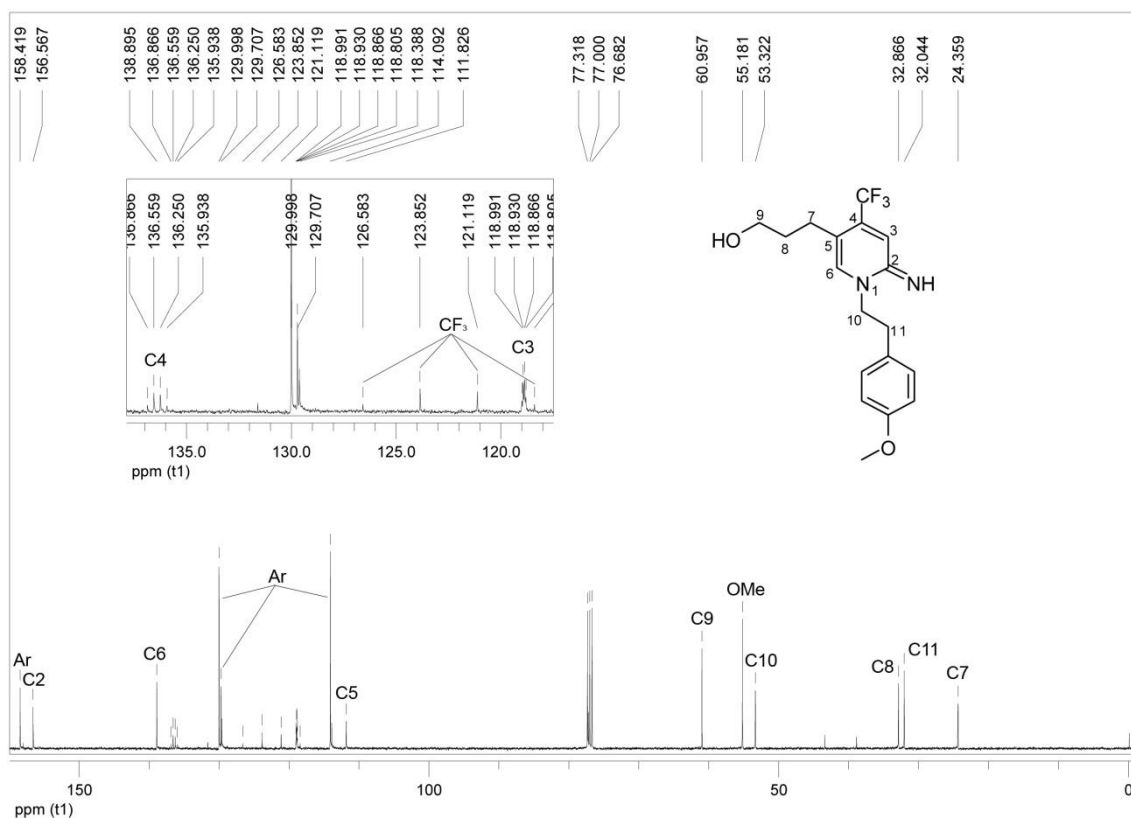 158.419 156.567 138.895 136.866 136.559 136.250 135.938 129.998 129.707 126.583 123.852 121.119 118.991 118.930 118.866 118.805 118.388 114.092 111.826 77.318 77.000 76.682 60.957 55.181 53.322 32.866 32.044 24.359
136.866 136.559 136.250 135.938 129.998 129.707 126.583 123.852 121.119 118.991 118.930 118.866 118.805
CF₃
C4
C3
135.0 130.0 125.0 120.0
ppm (t1)
CF₃
9 7 4 3
HO 8 5 2
6 N NH
1
10
11
O
Ar
OMe
C9
Ar
C6
C10
C8
C11
C7
C2
C5
150 100 50 0
ppm (t1)